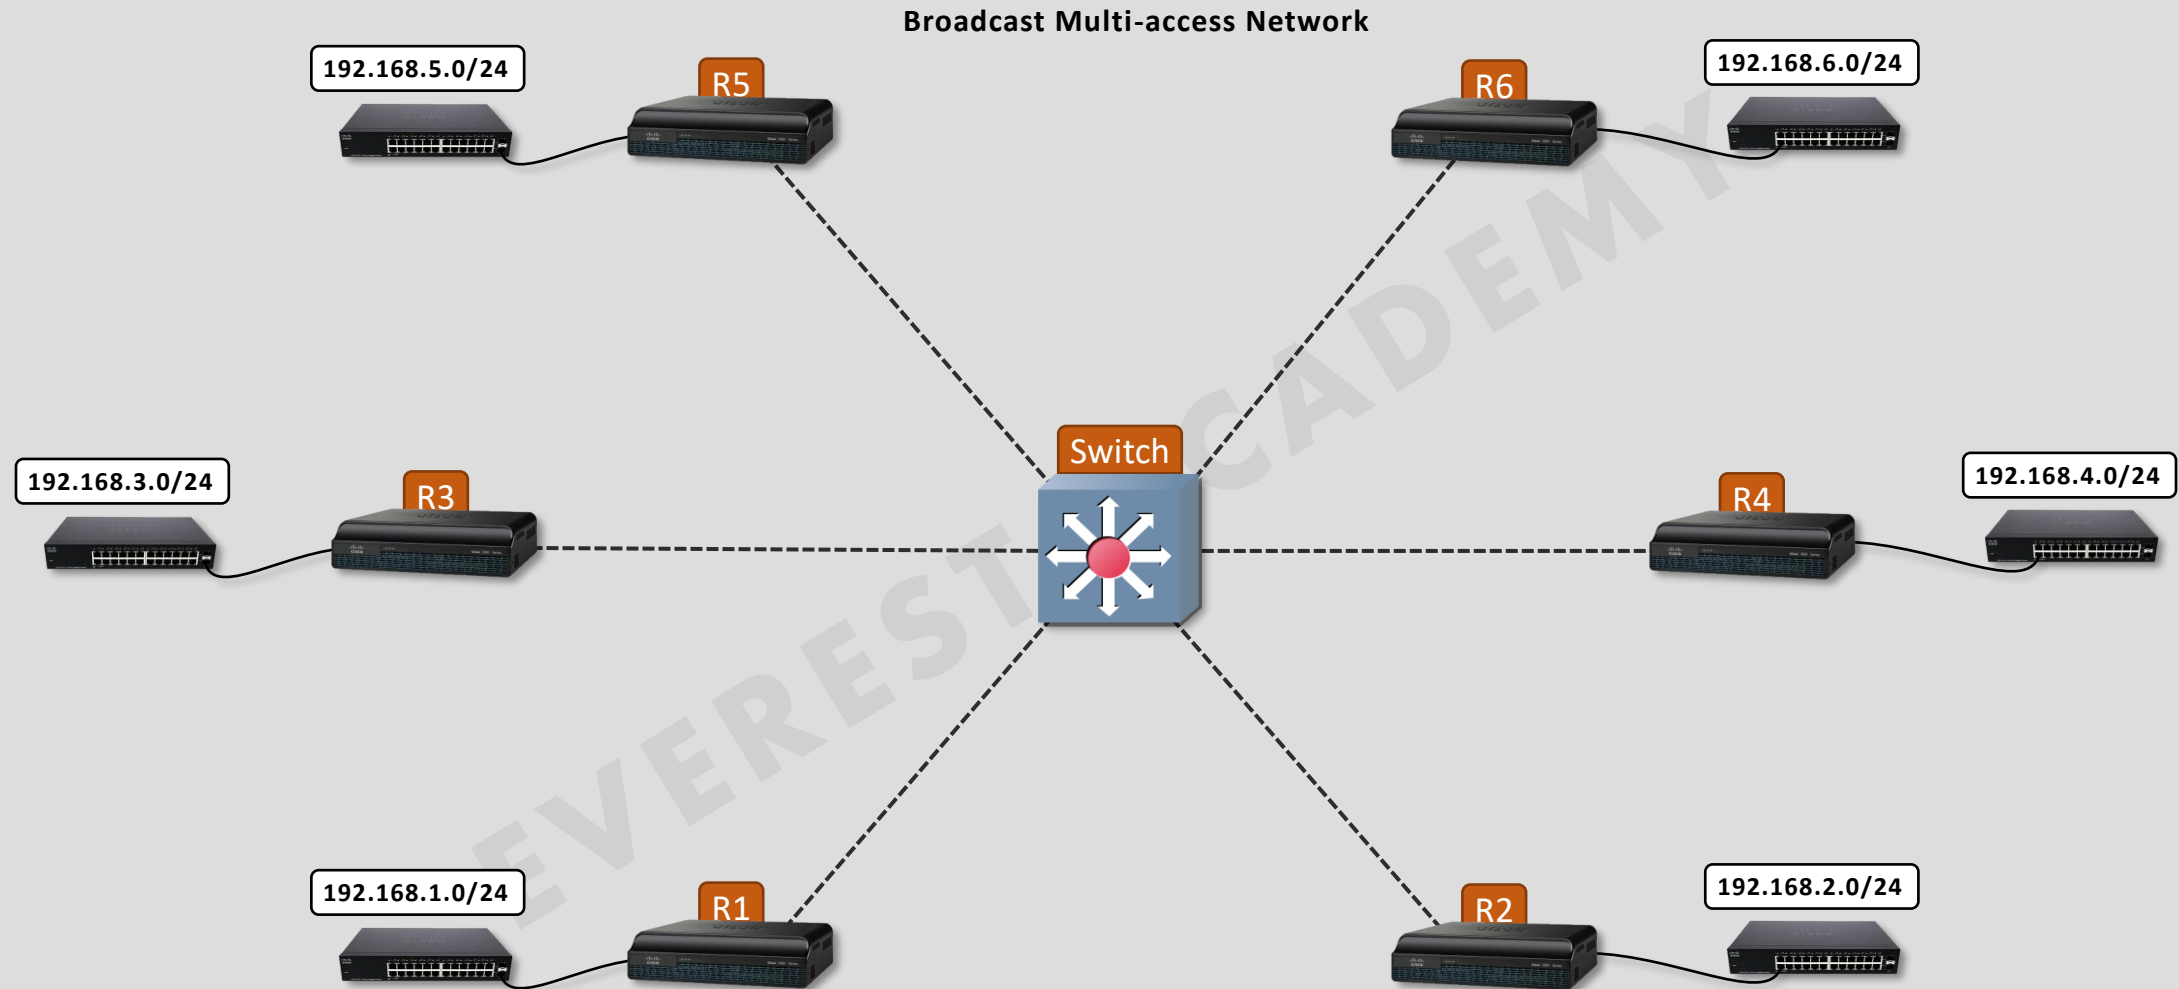 Broadcast Multi-access Network
192.168.5.0/24
R5
R6
192.168.6.0/24
Switch
192.168.3.0/24
R3
R4
192.168.4.0/24
EVEREST CADEMY
192.168.1.0/24
R1
R2
192.168.2.0/24